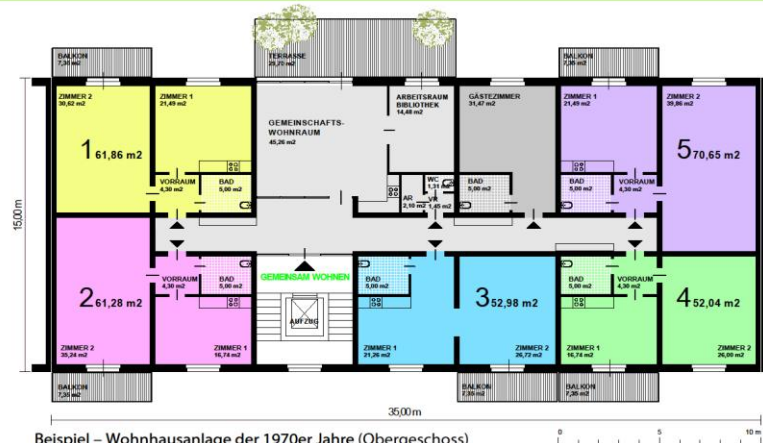 BALKON
7,35 m2
TERRASSE
29,70 m2
BALKON
7,35 m2
ZIMMER 2
30,62 m2
ZIMMER 1
21,49 m2
GEMEINSCHAFTS-
WOHNRAUM
45,26 m2
ARBEITSRAUM
BIBLIOTHEK
14,48 m2
GÄSTEZIMMER
31,47 m2
ZIMMER 1
21,49 m2
ZIMMER 2
39,86 m2
1 61,86 m2
5 70,65 m2
VORRAUM
4,30 m2
BAD
5,00 m2
WC
1,31 m2
AR
2,10 m2
VR
1,45 m2
BAD
5,00 m2
BAD
5,00 m2
VORRAUM
4,30 m2
15,00m
2 61,28 m2
VORRAUM
4,30 m2
BAD
5,00 m2
GEMEINSAM WOHNEN
AUFZUG
BAD
5,00 m2
3 52,98 m2
BAD
5,00 m2
VORRAUM
4,30 m2
4 52,04 m2
ZIMMER 2
35,24 m2
ZIMMER 1
16,74 m2
ZIMMER 1
21,26 m2
ZIMMER 2
26,72 m2
ZIMMER 1
16,74 m2
ZIMMER 2
26,00 m2
BALKON
7,35 m2
BALKON
7,35 m2
BALKON
7,35 m2
35,00m
Beispiel – Wohnhausanlage der 1970er Jahre (Obergeschoss)
0 5 10 m